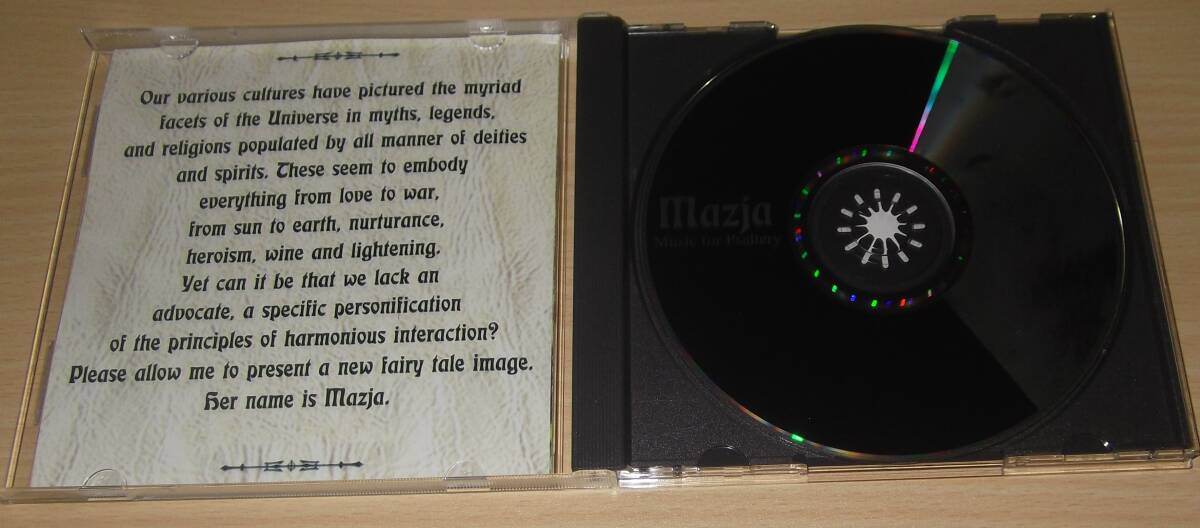 Our various cultures have pictured the myriad
facets of the Universe in myths, legends,
and religions populated by all manner of deities
and spirits. These seem to embody
everything from love to war,
from sun to earth, nurturance,
heroism, wine and lightening.
Yet can it be that we lack an
advocate, a specific personification
of the principles of harmonious interaction?
Please allow me to present a new fairy tale image.
Her name is Mazja.
Mazja
Music for Psaltery